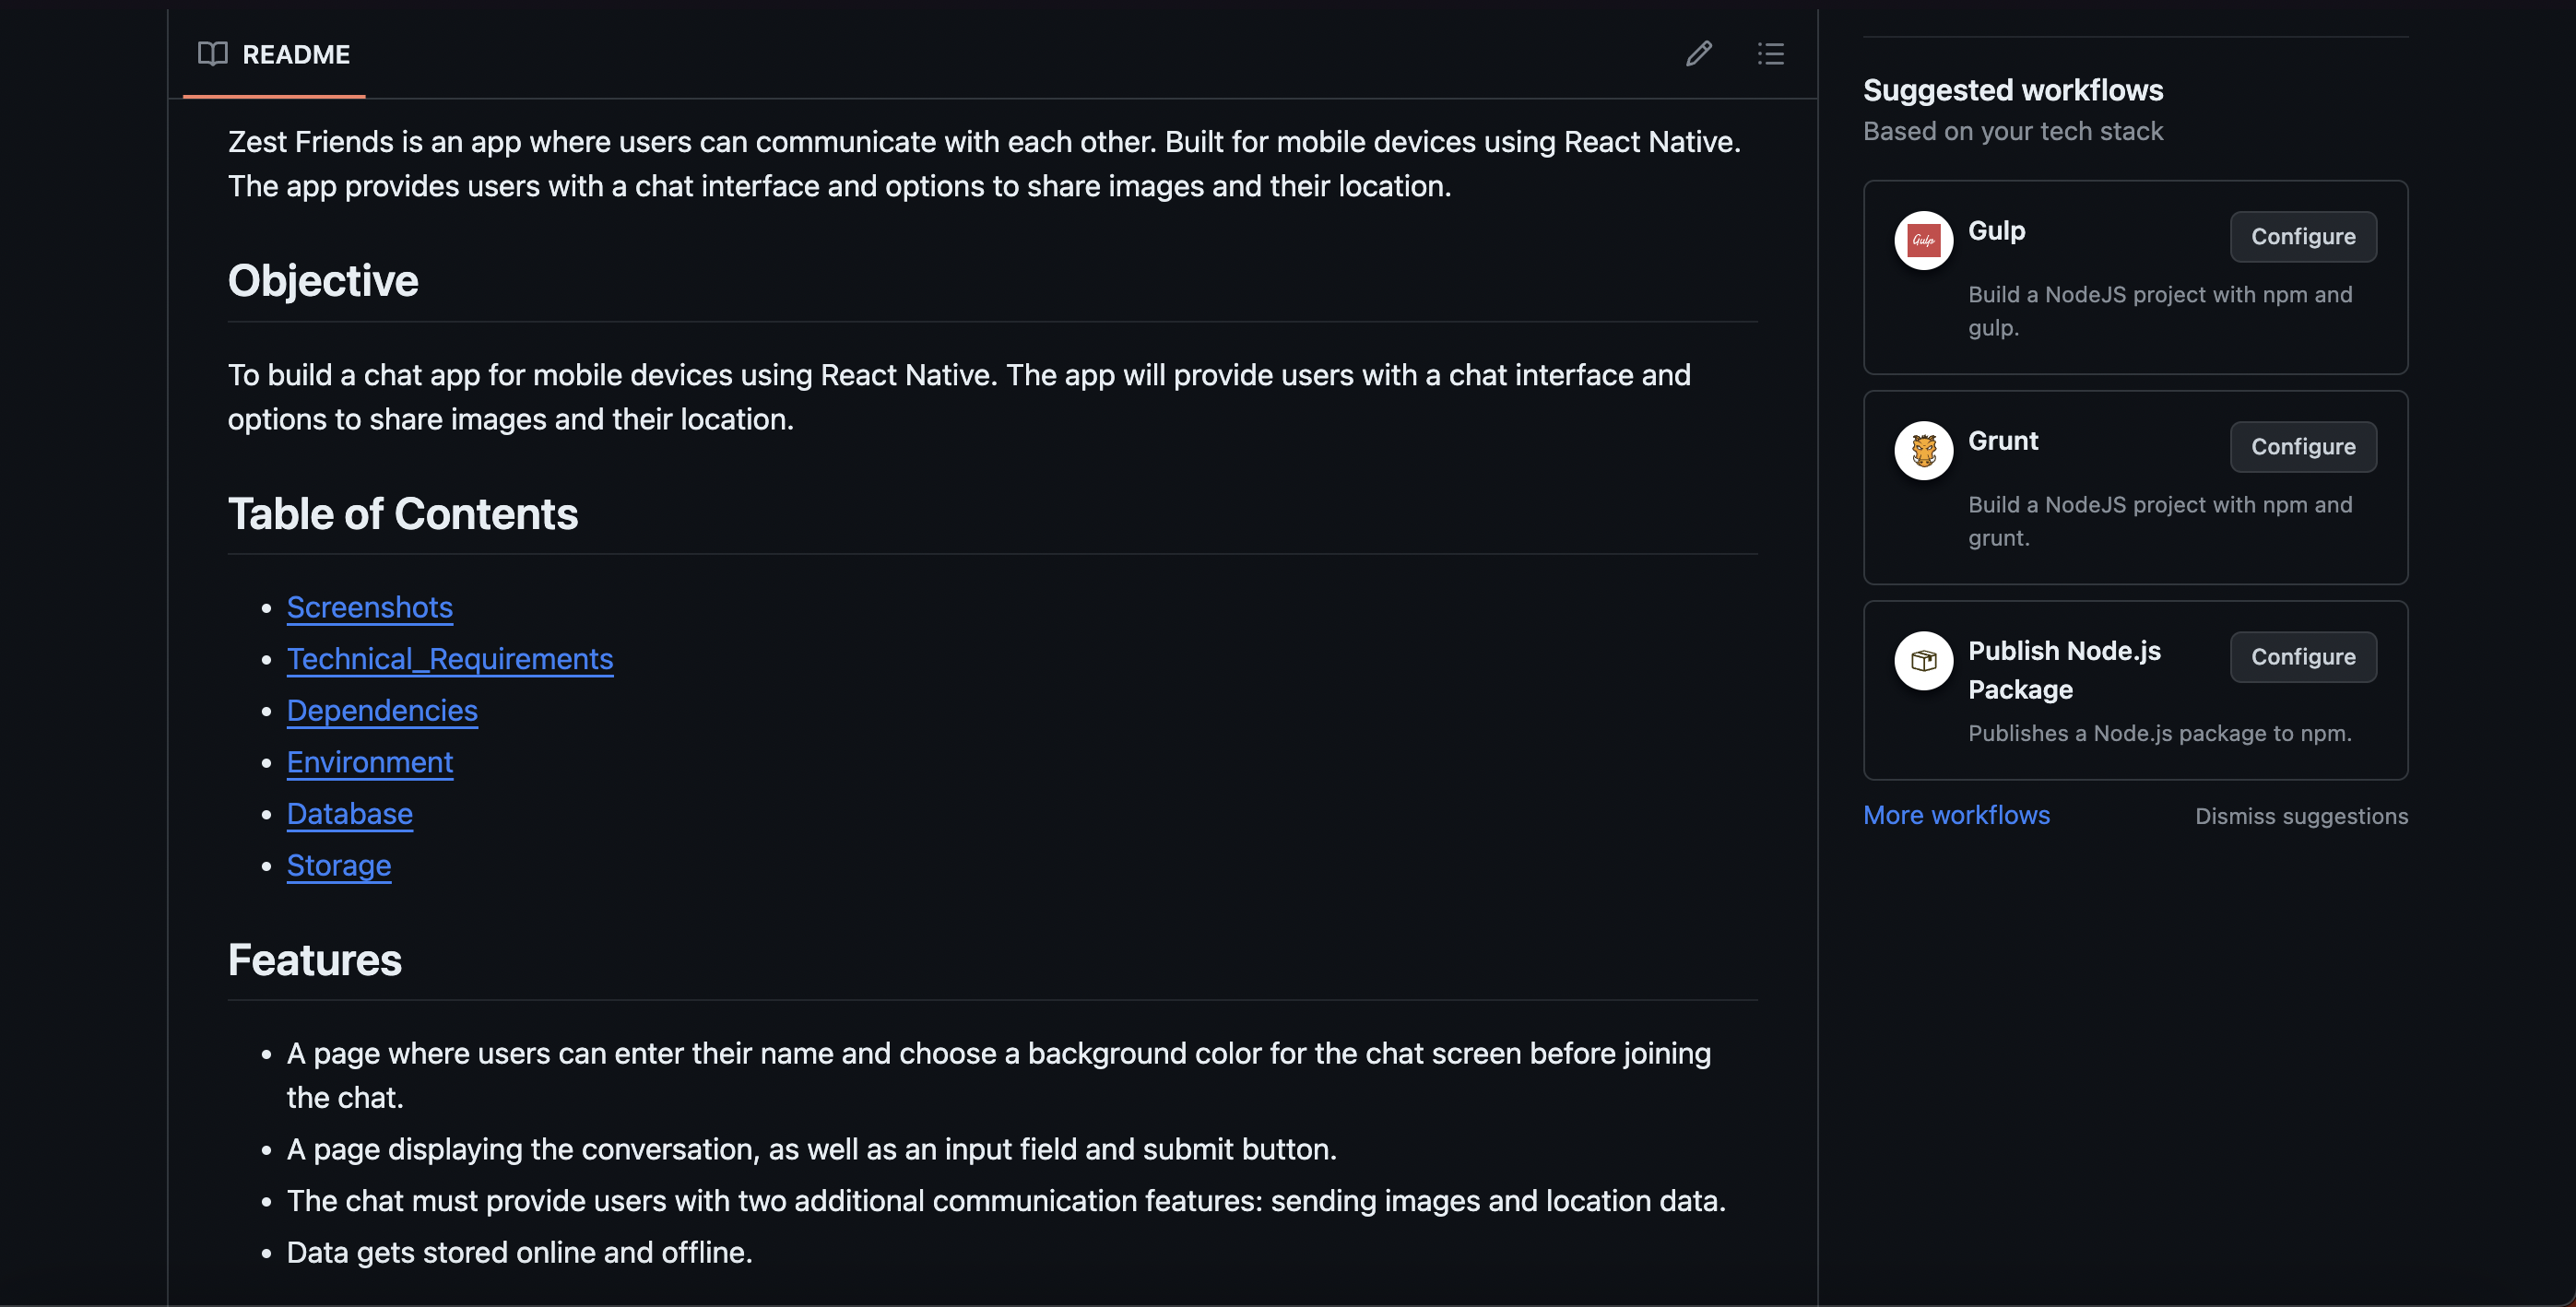 README
Zest Friends is an app where users can communicate with each other. Built for mobile devices using React Native.
The app provides users with a chat interface and options to share images and their location.
Objective
To build a chat app for mobile devices using React Native. The app will provide users with a chat interface and
options to share images and their location.
Table of Contents
• Screenshots
• Technical_Requirements
• Dependencies
• Environment
• Database
• Storage
Features
• A page where users can enter their name and choose a background color for the chat screen before joining
the chat.
• A page displaying the conversation, as well as an input field and submit button.
• The chat must provide users with two additional communication features: sending images and location data.
• Data gets stored online and offline.
Suggested workflows
Based on your tech stack
Gulp
Gulp
Configure
Build a NodeJS project with npm and
gulp.
Grunt
Configure
Build a NodeJS project with npm and
grunt.
Publish Node.js
Package
Configure
Publishes a Node.js package to npm.
More workflows
Dismiss suggestions